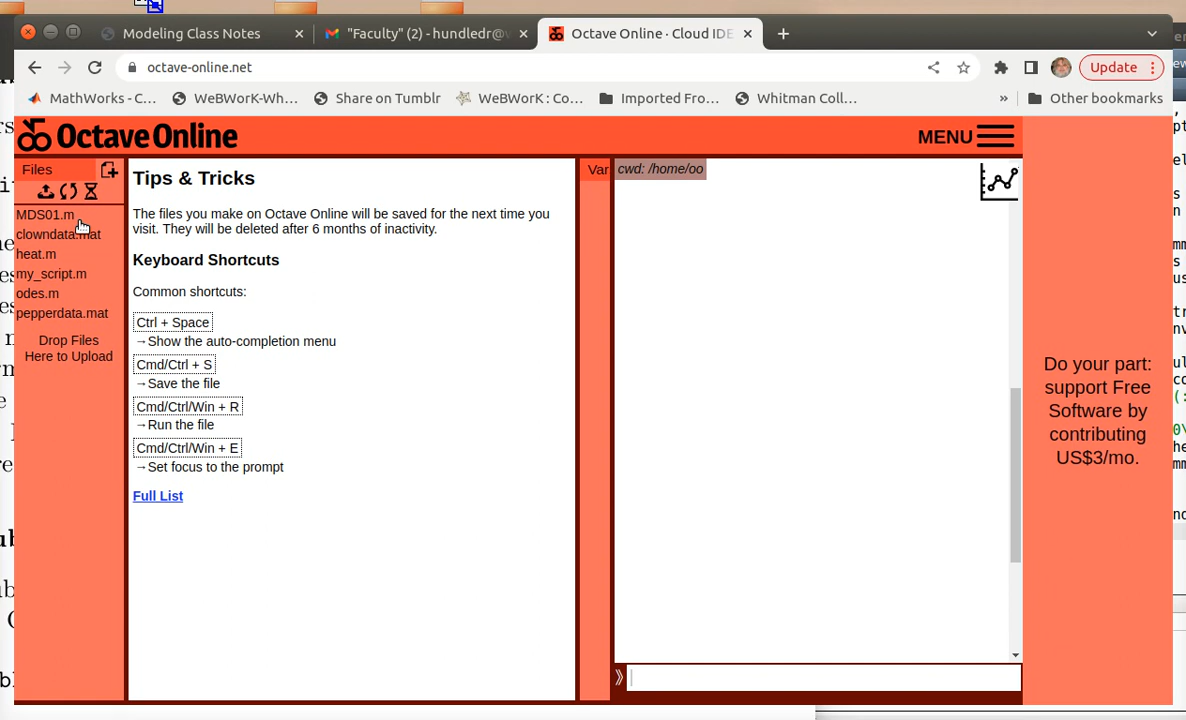 Modeling Class Notes
"Faculty" (2) - hundledr@w
Octave Online · Cloud IDE
octave-online.net
Update
MathWorks - C...
WeBWorK-Wh...
Share on Tumblr
WeBWorK : Co...
Imported Fro...
Whitman Coll...
»
Other bookmarks
Octave Online
MENU
Files
MDS01.m
clowndata.mat
heat.m
my_script.m
odes.m
pepperdata.mat
Drop Files
Here to Upload
Tips & Tricks
The files you make on Octave Online will be saved for the next time you
visit. They will be deleted after 6 months of inactivity.
Keyboard Shortcuts
Common shortcuts:
Ctrl + Space
→Show the auto-completion menu
Cmd/Ctrl + S
→Save the file
Cmd/Ctrl/Win + R
→Run the file
Cmd/Ctrl/Win + E
→Set focus to the prompt
Full List
Var
cwd: /home/oo
Do your part:
support Free
Software by
contributing
US$3/mo.